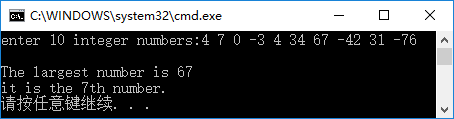 C:\WINDOWS\system32\cmd.exe
enter 10 integer numbers:4 7 0 -3 4 34 67 -42 31 -76
The largest number is 67
it is the 7th number.
请按任意键继续. . .